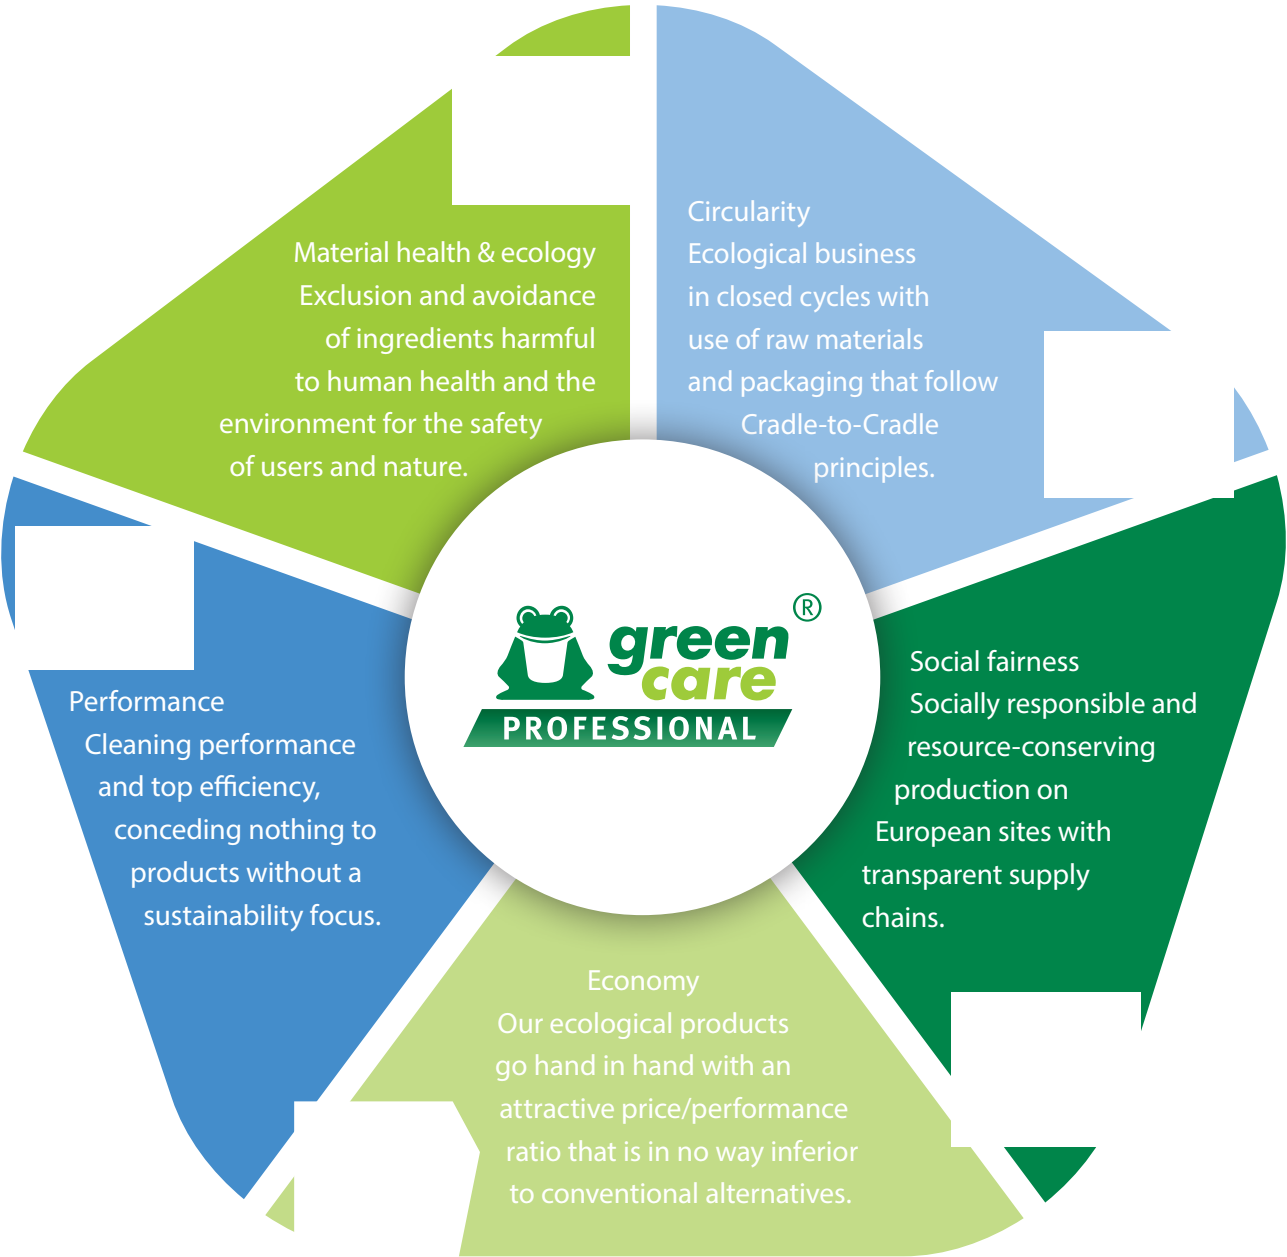 Material health & ecology
Exclusion and avoidance
of ingredients harmful
to human health and the
environment for the safety
of users and nature.
Circularity
Ecological business
in closed cycles with
use of raw materials
and packaging that follow
Cradle-to-Cradle
principles.
green ®
care
PROFESSIONAL
Performance
Cleaning performance
and top efficiency,
conceding nothing to
products without a
sustainability focus.
Social fairness
Socially responsible and
resource-conserving
production on
European sites with
transparent supply
chains.
Economy
Our ecological products
go hand in hand with an
attractive price/performance
ratio that is in no way inferior
to conventional alternatives.